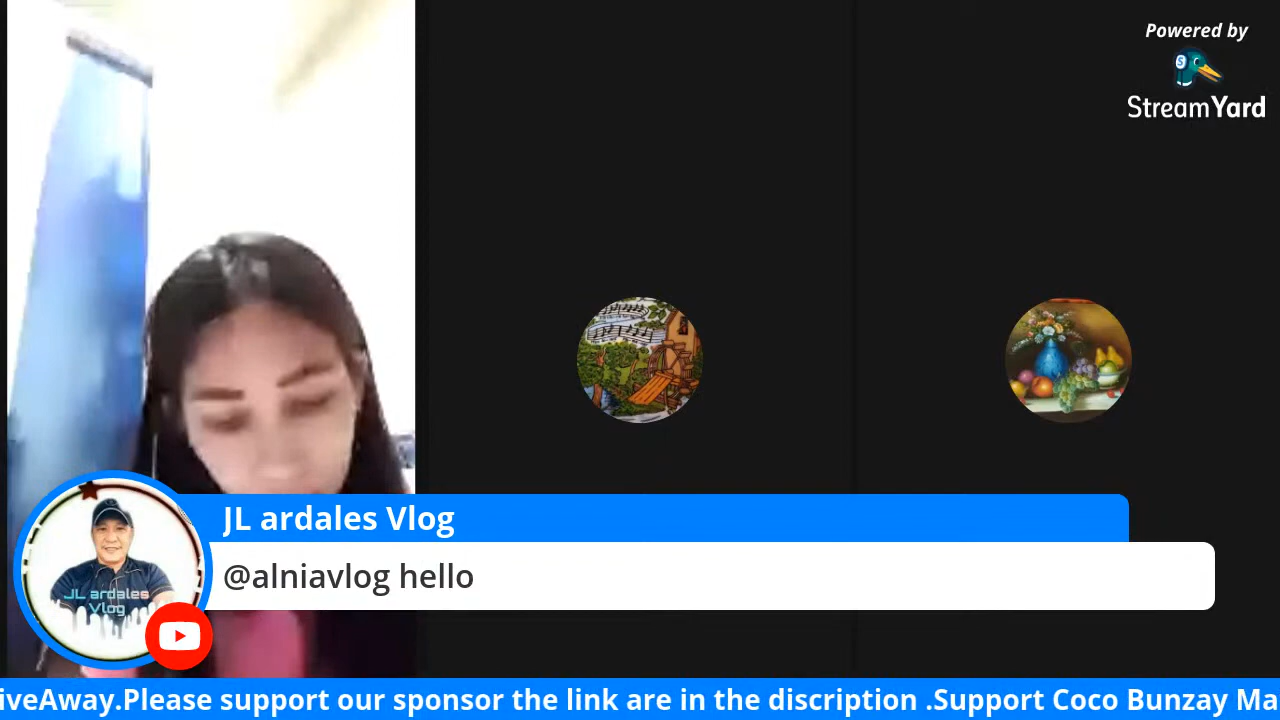 Powered by
StreamYard
JL ardales
Vlog
JL ardales Vlog
@alniavlog hello
iveAway.Please support our sponsor the link are in the discription .Support Coco Bunzay Ma